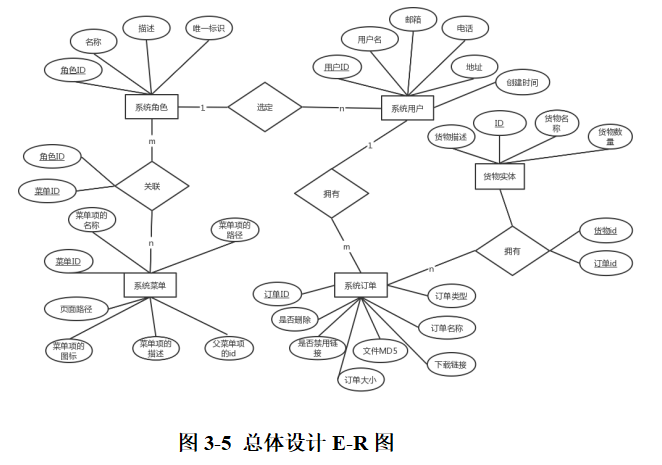 邮箱
描述
唯一标识
用户名
电话
名称
角色ID
用户ID
地址
创建时间
系统角色
1
选定
n
系统用户
ID
货物名
称
货物描述
货物数
量
m
1
角色ID
菜单ID
关联
货物实体
拥有
菜单项的
名称
菜单项的
路径
n
m
n
拥有
货物id
订单id
菜单ID
系统菜单
系统订单
订单ID
订单类型
页面路径
是否删除
订单名称
菜单项的
图标
菜单项的
描述
父菜单项
的id
是否禁用链
接
文件MD5
下载链接
订单大小
图 3-5 总体设计 E-R 图